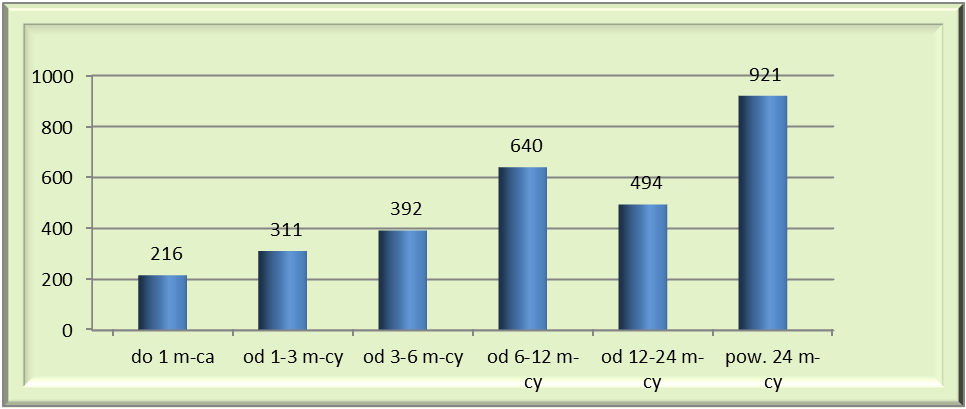 1000
800
600
400
200
0
216
311
392
640
494
921
do 1 m-ca
od 1-3 m-cy
od 3-6 m-cy
od 6-12 m-
cy
od 12-24 m-
cy
pow. 24 m-
cy